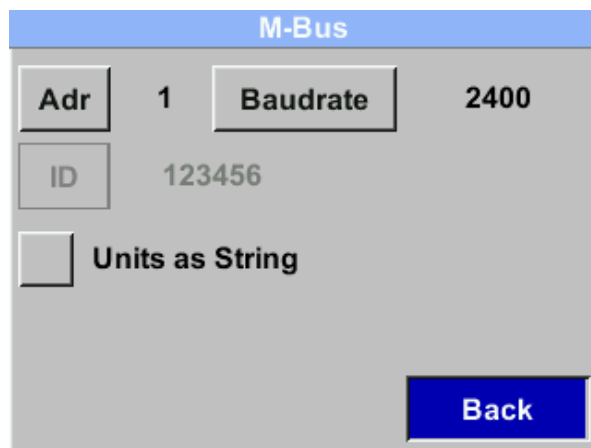 M-Bus
Adr 1 Baudrate 2400
ID 123456
Units as String
Back